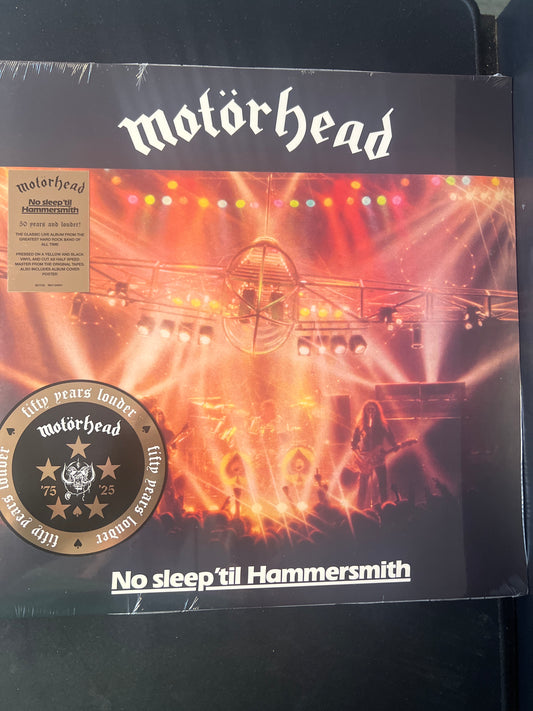 motörhead
Motörhead
No sleep 'til
Hammersmith
50 years and louder!
THE CLASSIC LIVE ALBUM FROM THE
GREATEST HARD ROCK BAND OF
ALL TIME
PRESSED ON A YELLOW AND BLACK
VINYL AND CUT AS HALF SPEED
MASTER FROM THE ORIGINAL TAPES.
ALSO INCLUDES ALBUM COVER
POSTER
fifty years louder
fifty years louder
fifty years louder
Motörhead
'75 '25
No sleep 'til Hammersmith